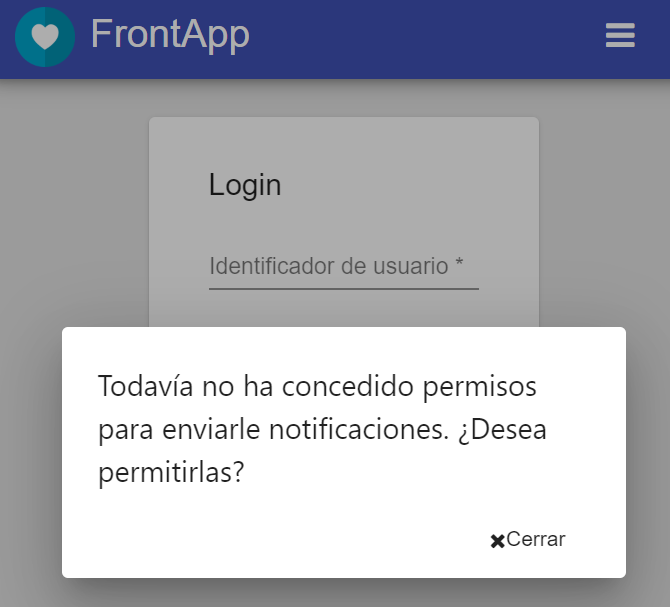 FrontApp
Login
Identificador de usuario *
Todavía no ha concedido permisos
para enviarle notificaciones. ¿Desea
permitirlas?
Cerrar